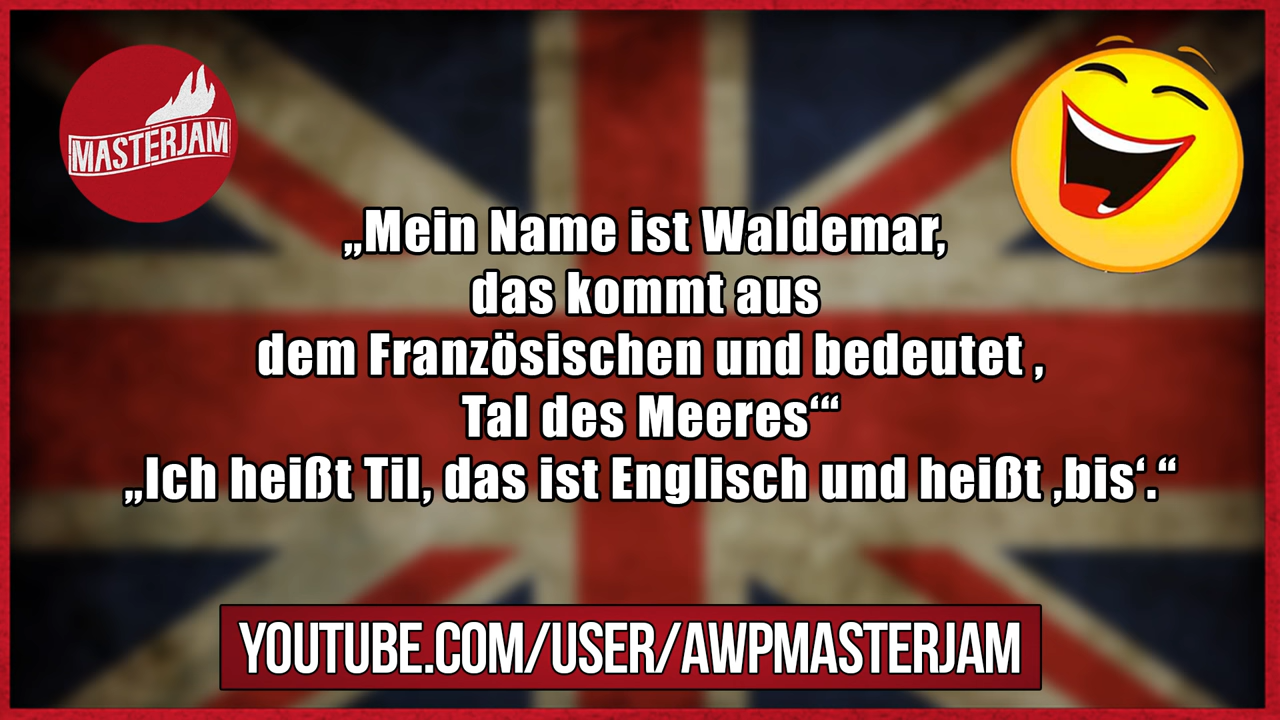 MASTERJAM
„Mein Name ist Waldemar,
das kommt aus
dem Französischen und bedeutet ‚
Tal des Meeres‘“
„Ich heißt Til, das ist Englisch und heißt ‚bis‘.“
YOUTUBE.COM/USER/AWPMASTERJAM